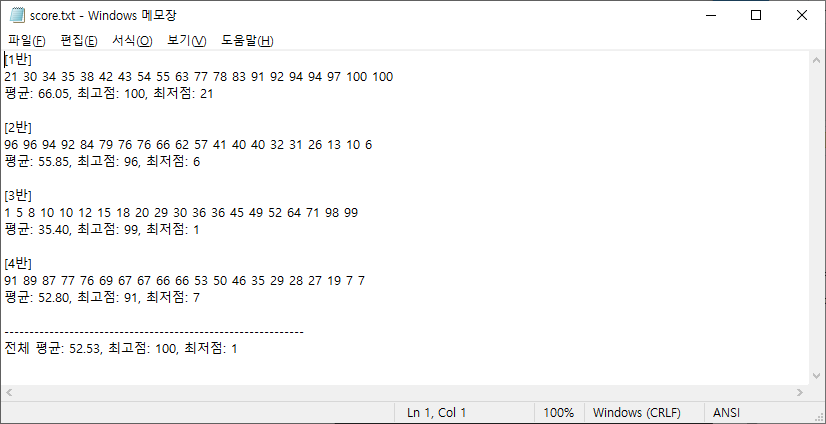 score.txt - Windows 메모장
파일(F) 편집(E) 서식(O) 보기(V) 도움말(H)
[1반]
21 30 34 35 38 42 43 54 55 63 77 78 83 91 92 94 94 97 100 100
평균: 66.05, 최고점: 100, 최저점: 21
[2반]
96 96 94 92 84 79 76 76 66 62 57 41 40 40 32 31 26 13 10 6
평균: 55.85, 최고점: 96, 최저점: 6
[3반]
1 5 8 10 10 12 15 18 20 29 30 36 36 45 49 52 64 71 98 99
평균: 35.40, 최고점: 99, 최저점: 1
[4반]
91 89 87 77 76 69 67 67 66 66 53 50 46 35 29 28 27 19 7 7
평균: 52.80, 최고점: 91, 최저점: 7
------------------------------------------------------------
전체 평균: 52.53, 최고점: 100, 최저점: 1
Ln 1, Col 1 100% Windows (CRLF) ANSI